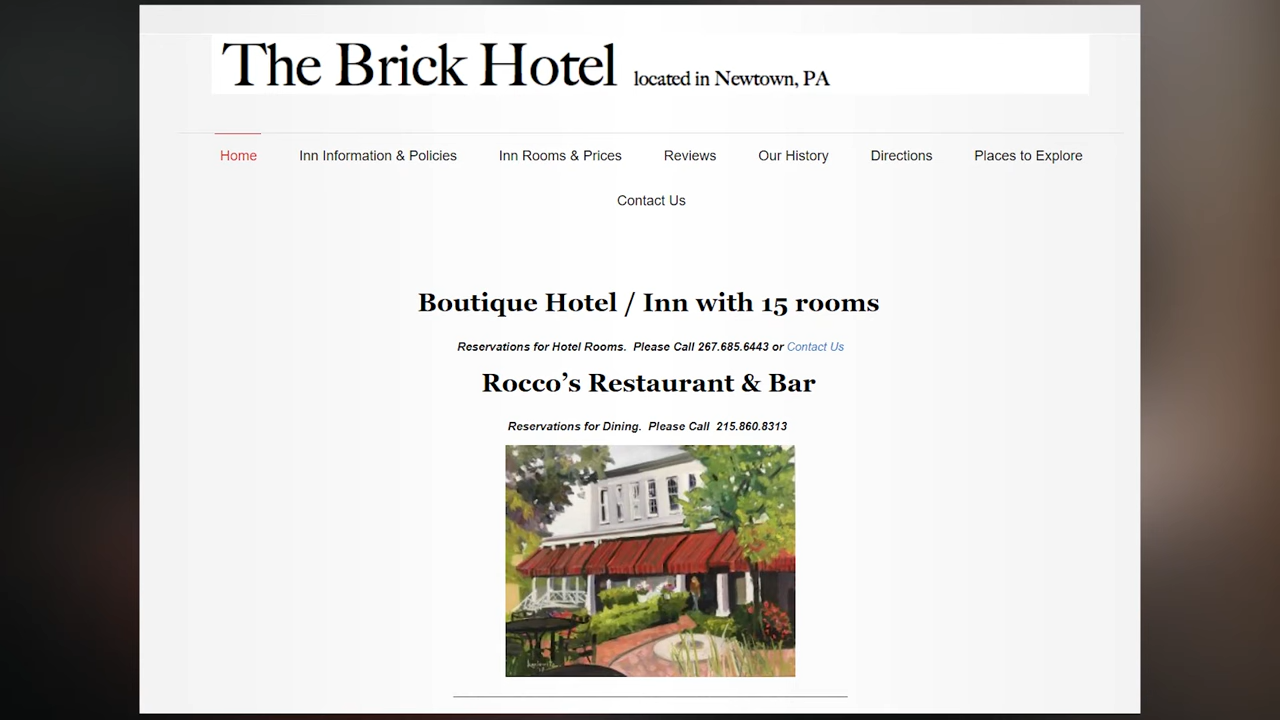 The Brick Hotel located in Newtown, PA
Home Inn Information & Policies Inn Rooms & Prices Reviews Our History Directions Places to Explore
Contact Us
Boutique Hotel / Inn with 15 rooms
Reservations for Hotel Rooms. Please Call 267.685.6443 or Contact Us
Rocco’s Restaurant & Bar
Reservations for Dining. Please Call 215.860.8313